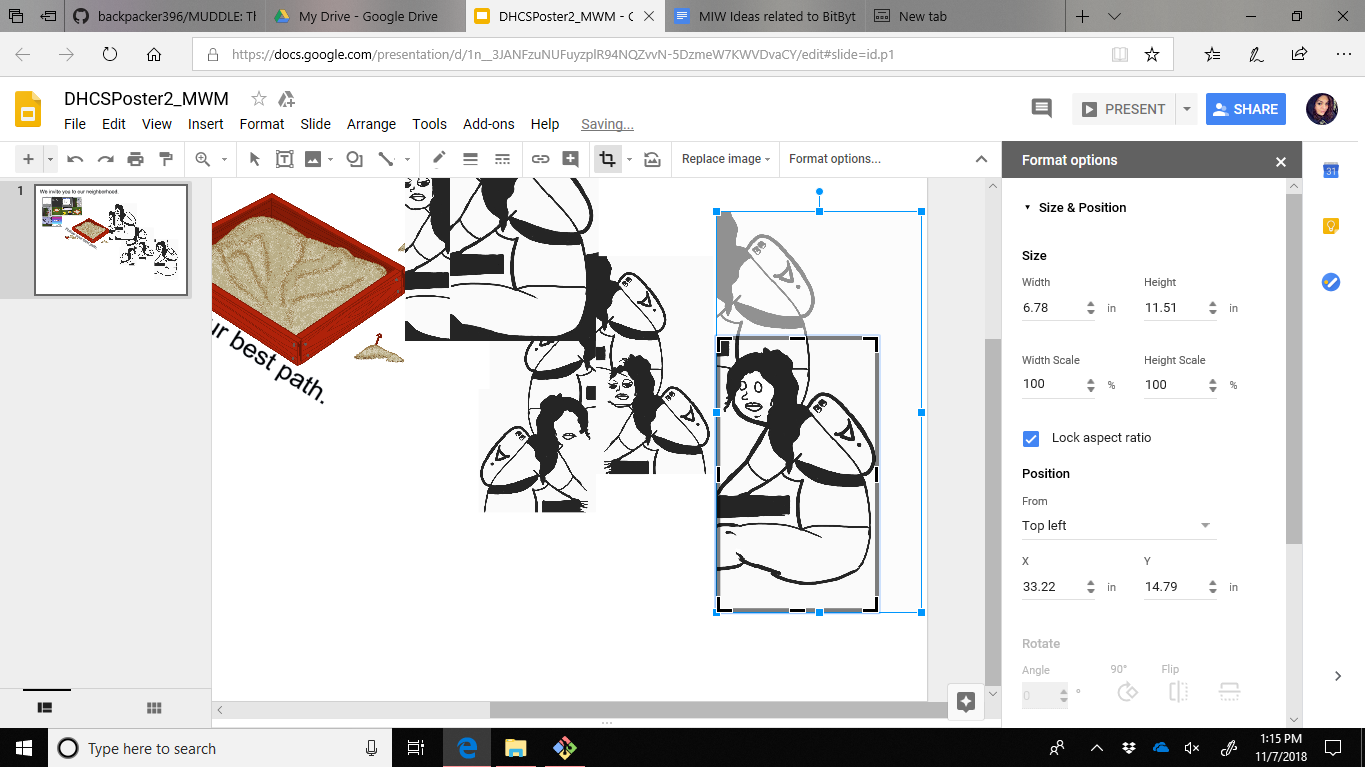 backpacker396/MUDDLE: Th
My Drive - Google Drive
DHCSPoster2_MWM - G
MIW Ideas related to BitByt
New tab
https://docs.google.com/presentation/d/1n__3JANFzuNUFuyzplR94NQZvvN-5DzmeW7KWVDvaCY/edit#slide=id.p1
DHCSPoster2_MWM
File Edit View Insert Format Slide Arrange Tools Add-ons Help Saving...
PRESENT
SHARE
Replace image
Format options...
Format options
1
We invite you to our neighborhood.
ur best path.
Size & Position
Size
Width Height
6.78 in 11.51 in
Width Scale Height Scale
100 % 100 %
Lock aspect ratio
Position
From
Top left
X Y
33.22 in 14.79 in
Rotate
Angle 90° Flip
0 °
31
Type here to search
1:15 PM
11/7/2018